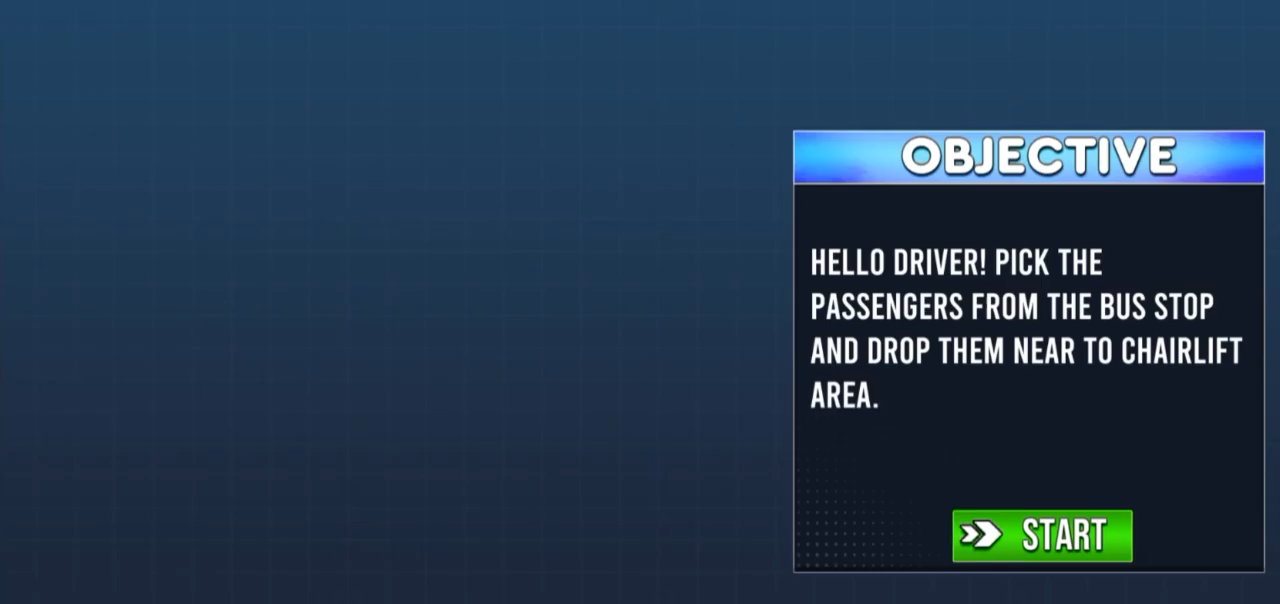 OBJECTIVE
HELLO DRIVER! PICK THE
PASSENGERS FROM THE BUS STOP
AND DROP THEM NEAR TO CHAIRLIFT
AREA.
START